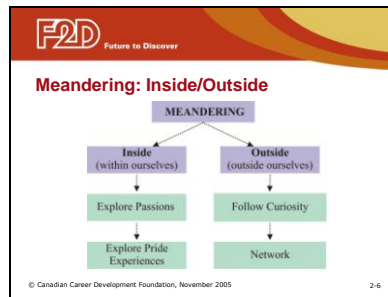 F2D Future to Discover
Meandering: Inside/Outside
MEANDERING
Inside
(within ourselves)
Outside
(outside ourselves)
Explore Passions
Follow Curiosity
Explore Pride
Experiences
Network
© Canadian Career Development Foundation, November 2005 2-6